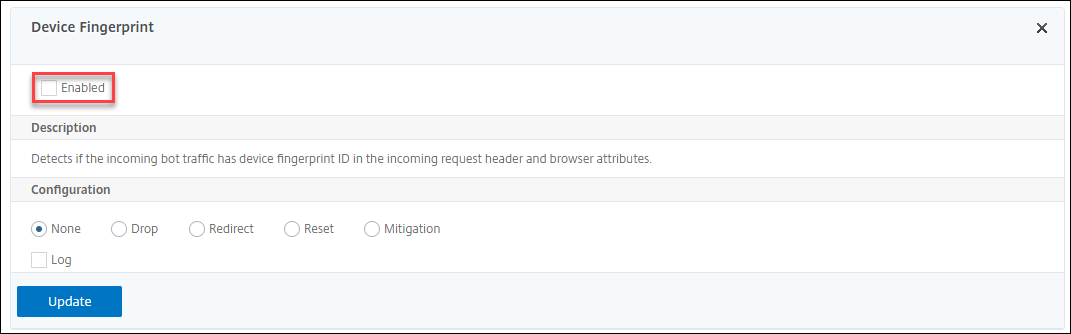 Device Fingerprint
Enabled
Description
Detects if the incoming bot traffic has device fingerprint ID in the incoming request header and browser attributes.
Configuration
None Drop Redirect Reset Mitigation
Log
Update